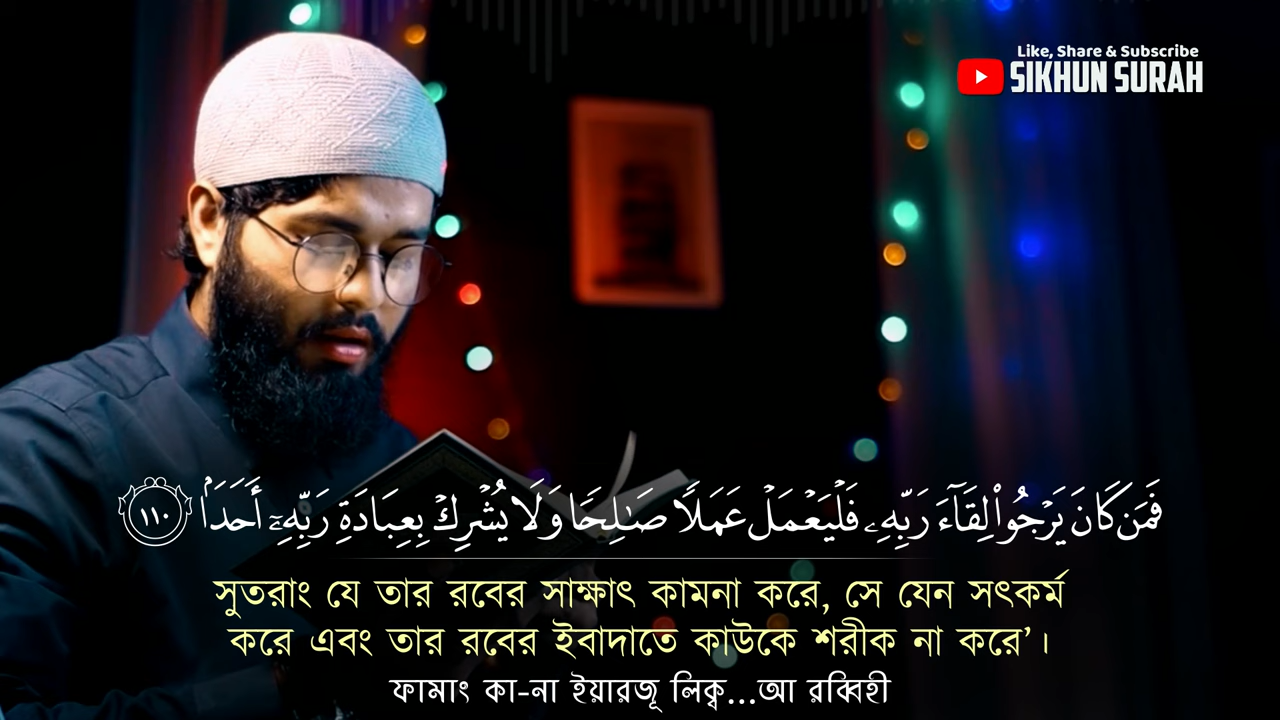 Like, Share & Subscribe
SIKHUN SURAH
فَمَن كَانَ يَرْجُوا۟ لِقَآءَ رَبِّهِۦ فَلْيَعْمَلْ عَمَلًا صَـٰلِحًا وَلَا يُشْرِكْ بِعِبَادَةِ رَبِّهِۦٓ أَحَدًۢا ١١٠
সুতরাং যে তার রবের সাক্ষাৎ কামনা করে, সে যেন সৎকর্ম
করে এবং তার রবের ইবাদাতে কাউকে শরীক না করে’।
ফামাং কা-না ইয়ারজূ লিক্ব...আ রব্বিহী